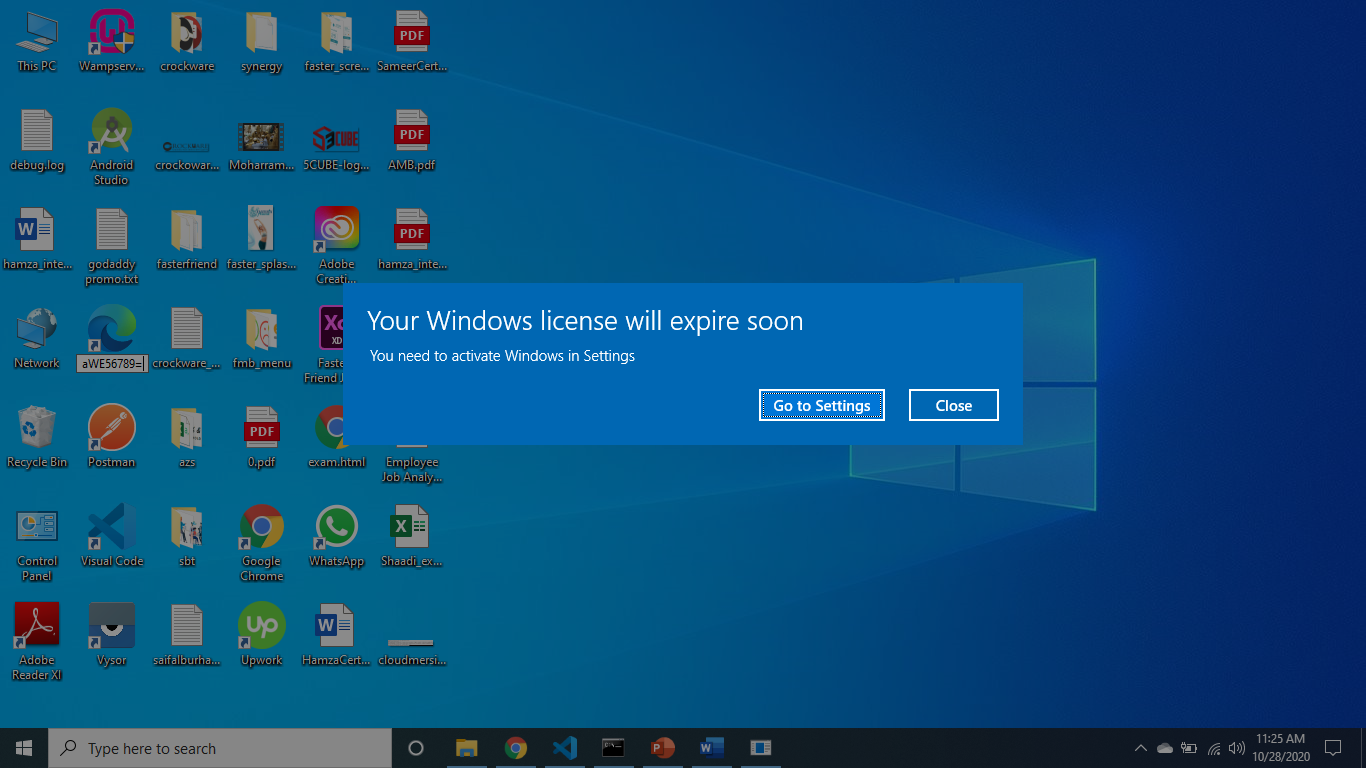 This PC
Wampserv...
crockware
synergy
faster_scre...
SameerCert...
debug.log
Android
Studio
crockowar...
Moharram...
5CUBE-log...
AMB.pdf
hamza_inte...
godaddy
promo.txt
fasterfriend
faster_splas...
Adobe
Creati...
hamza_inte...
Network
aWE56789=
crockware_...
fmb_menu
Faste
Friend J
Your Windows license will expire soon
You need to activate Windows in Settings
Go to Settings
Close
Recycle Bin
Postman
azs
0.pdf
exam.html
Employee
Job Analy...
Control
Panel
Visual Code
sbt
Google
Chrome
WhatsApp
Shaadi_ex...
Adobe
Reader XI
Vysor
saifalburha...
Upwork
HamzaCert...
cloudmersi...
Type here to search
11:25 AM
10/28/2020